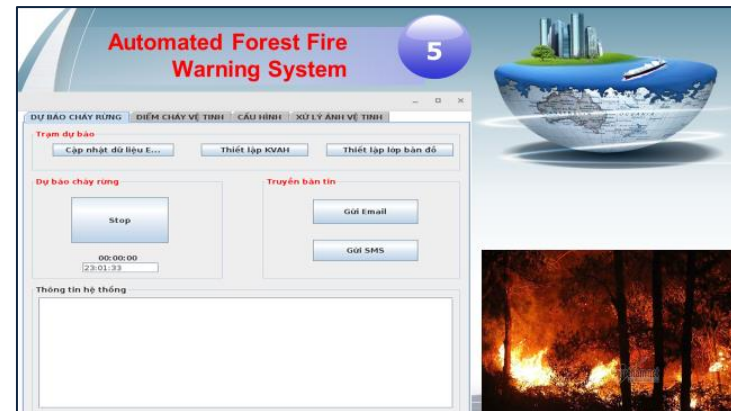 Automated Forest Fire
Warning System
5
DỰ BÁO CHÁY RỪNG
ĐIỂM CHÁY VỆ TINH
CẤU HÌNH
XỬ LÝ ẢNH VỆ TINH
Trạm dự báo
Cập nhật dữ liệu E...
Thiết lập KVAH
Thiết lập lớp bản đồ
Dự báo cháy rừng
Truyền bản tin
Stop
Gửi Email
00:00:00
Gửi SMS
23:01:33
Thông tin hệ thống